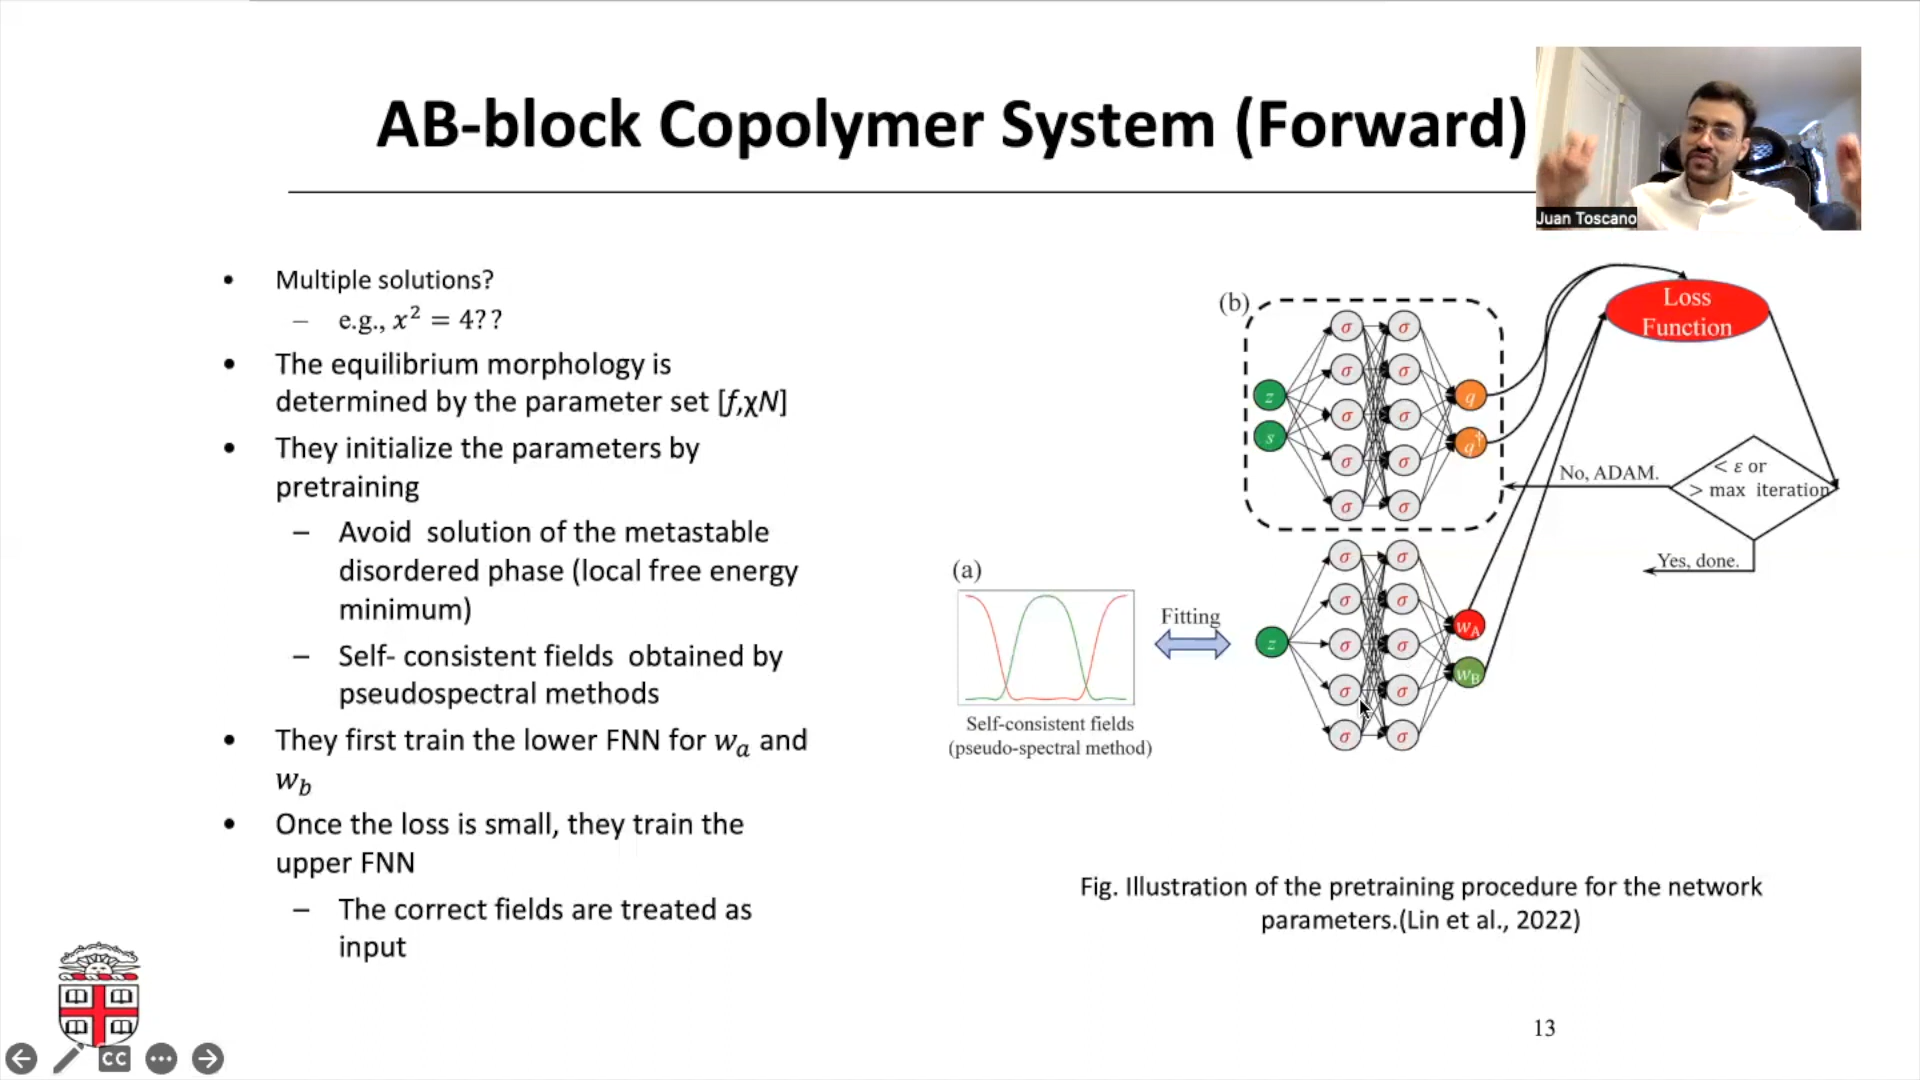 AB-block Copolymer System (Forward)
Juan Toscano
• Multiple solutions?
– e.g., x² = 4??
• The equilibrium morphology is
determined by the parameter set [f,χN]
• They initialize the parameters by
pretraining
– Avoid solution of the metastable
disordered phase (local free energy
minimum)
– Self- consistent fields obtained by
pseudospectral methods
• They first train the lower FNN for wₐ and
w_b
• Once the loss is small, they train the
upper FNN
– The correct fields are treated as
input
(b)
Loss
Function
σ σ
z σ σ q
s σ σ q†
σ σ
σ σ
No, ADAM.
< ε or
> max iteration
Yes, done.
(a)
Fitting
σ σ
σ σ w_A
z σ σ
σ σ w_B
σ σ
Self-consistent fields
(pseudo-spectral method)
Fig. Illustration of the pretraining procedure for the network
parameters.(Lin et al., 2022)
13
CC